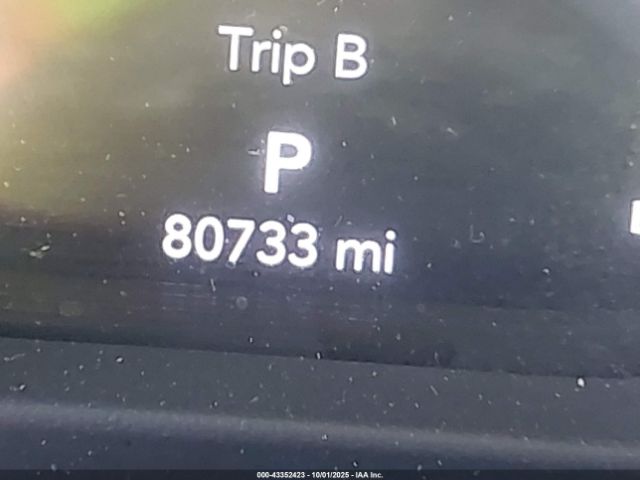 Trip B
P
80733 mi
000-43352423 - 10/01/2025 - IAA Inc.